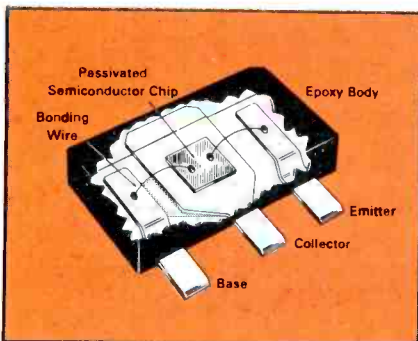 Passivated
Semiconductor Chip
Epoxy Body
Bonding
Wire
Emitter
Collector
Base